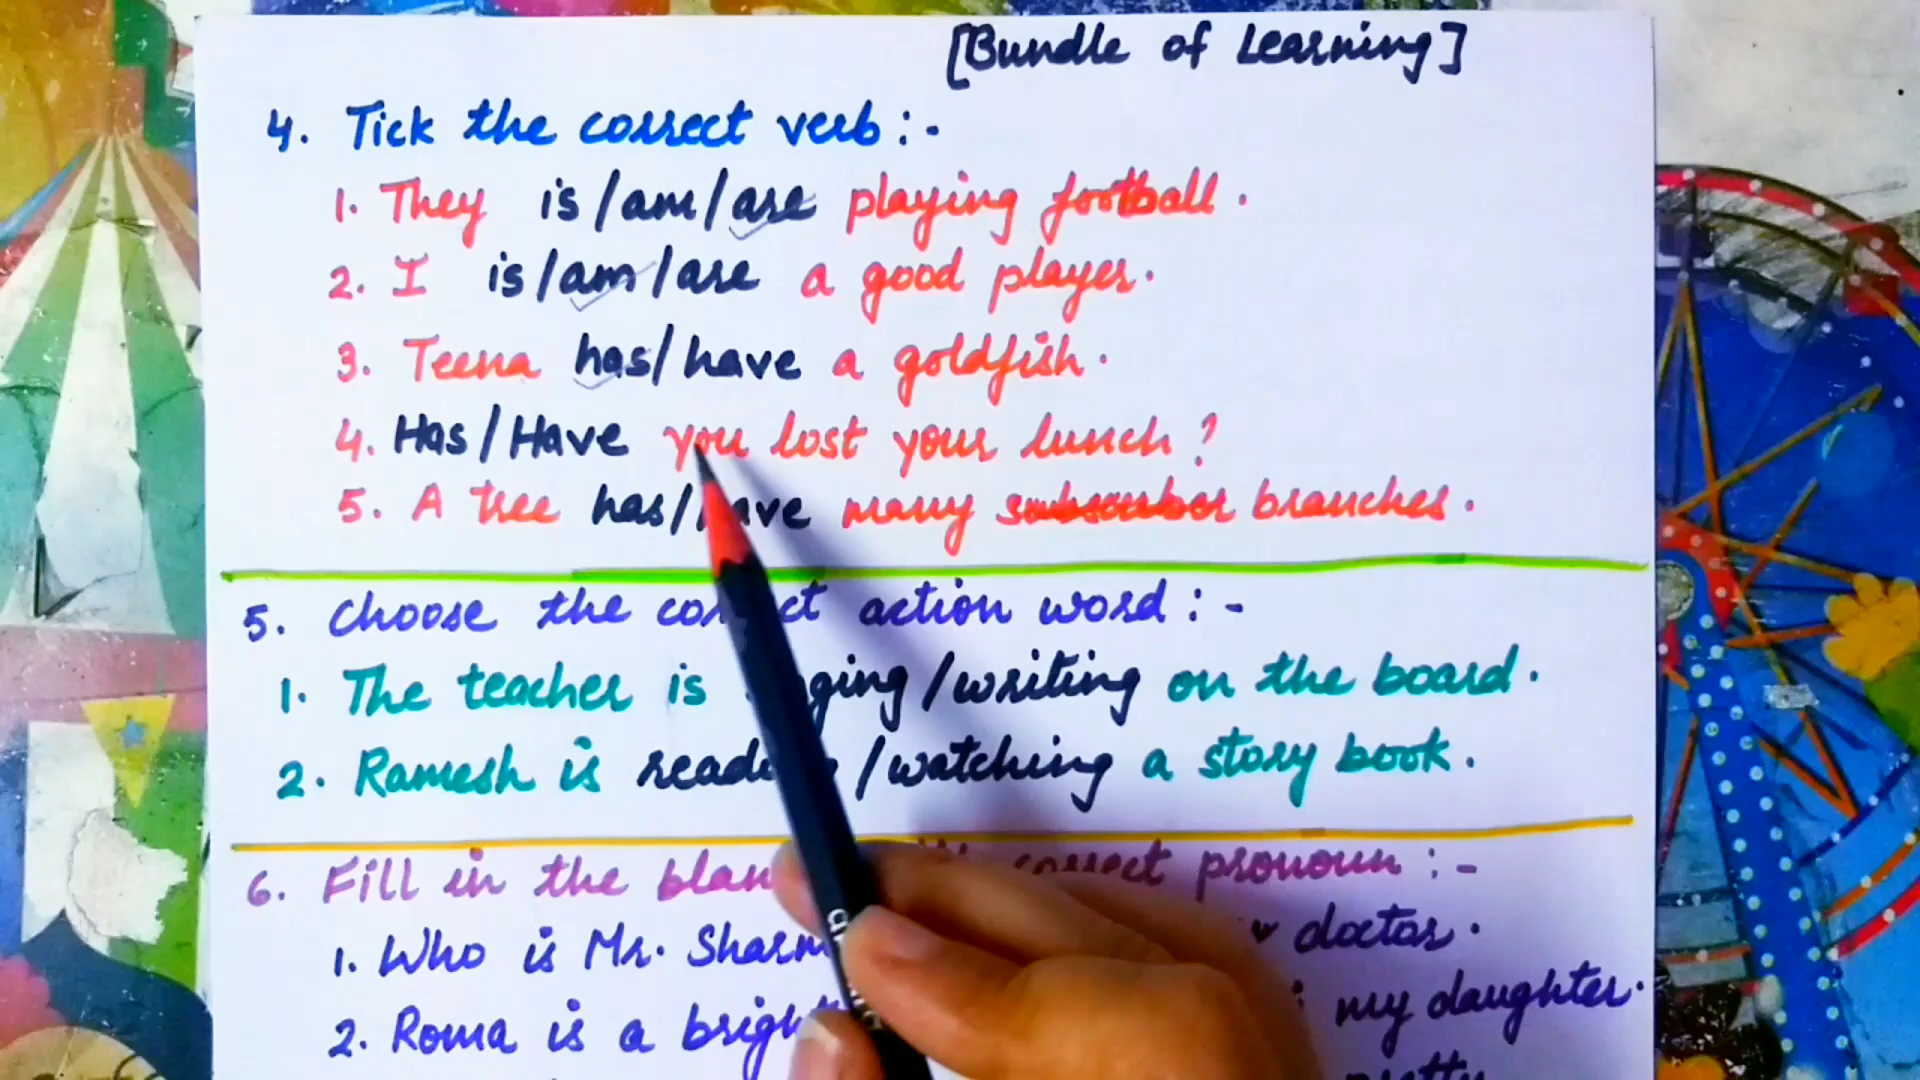 [Bundle of Learning]
4. Tick the correct verb :-
1. They is/am/are playing football.
2. I is/am/are a good player.
3. Teena has/have a goldfish.
4. Has/Have you lost your lunch?
5. A tree has/have many branches.
5. Choose the correct action word :-
1. The teacher is /writing on the board.
2. Ramesh is /watching a story book.
6. Fill in the correct pronoun :-
1. Who is Mr. doctor.
2. Roma is a my daughter.